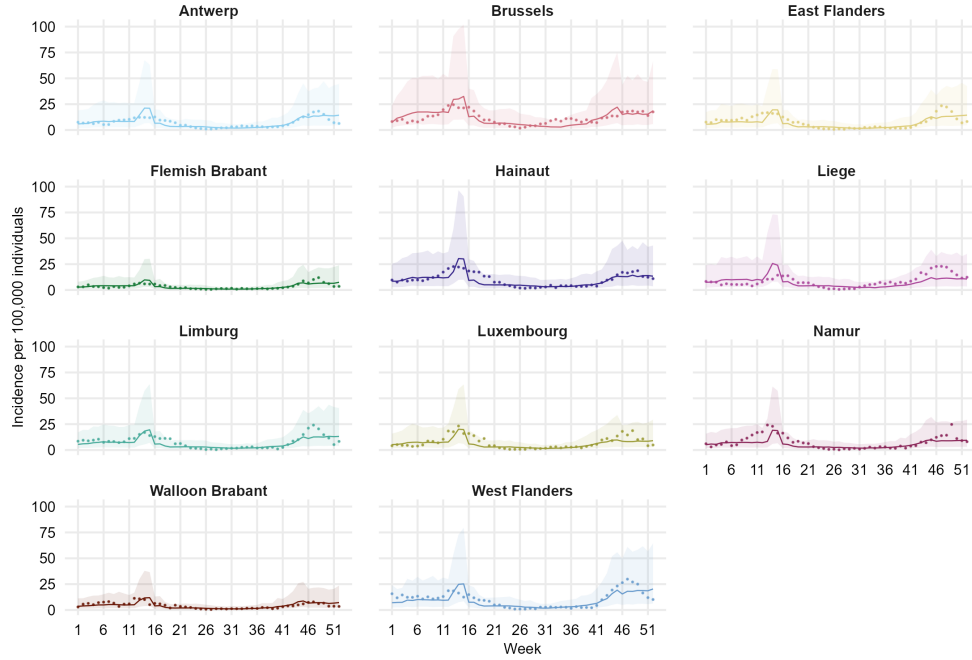 Antwerp Brussels East Flanders
100
75
50
25
0
Flemish Brabant Hainaut Liege
100
75
50
25
0
Limburg Luxembourg Namur
100
75
50
25
0
1 6 11 16 21 26 31 36 41 46 51
Walloon Brabant West Flanders
100
75
50
25
0
1 6 11 16 21 26 31 36 41 46 51 1 6 11 16 21 26 31 36 41 46 51
Week
Incidence per 100,000 individuals